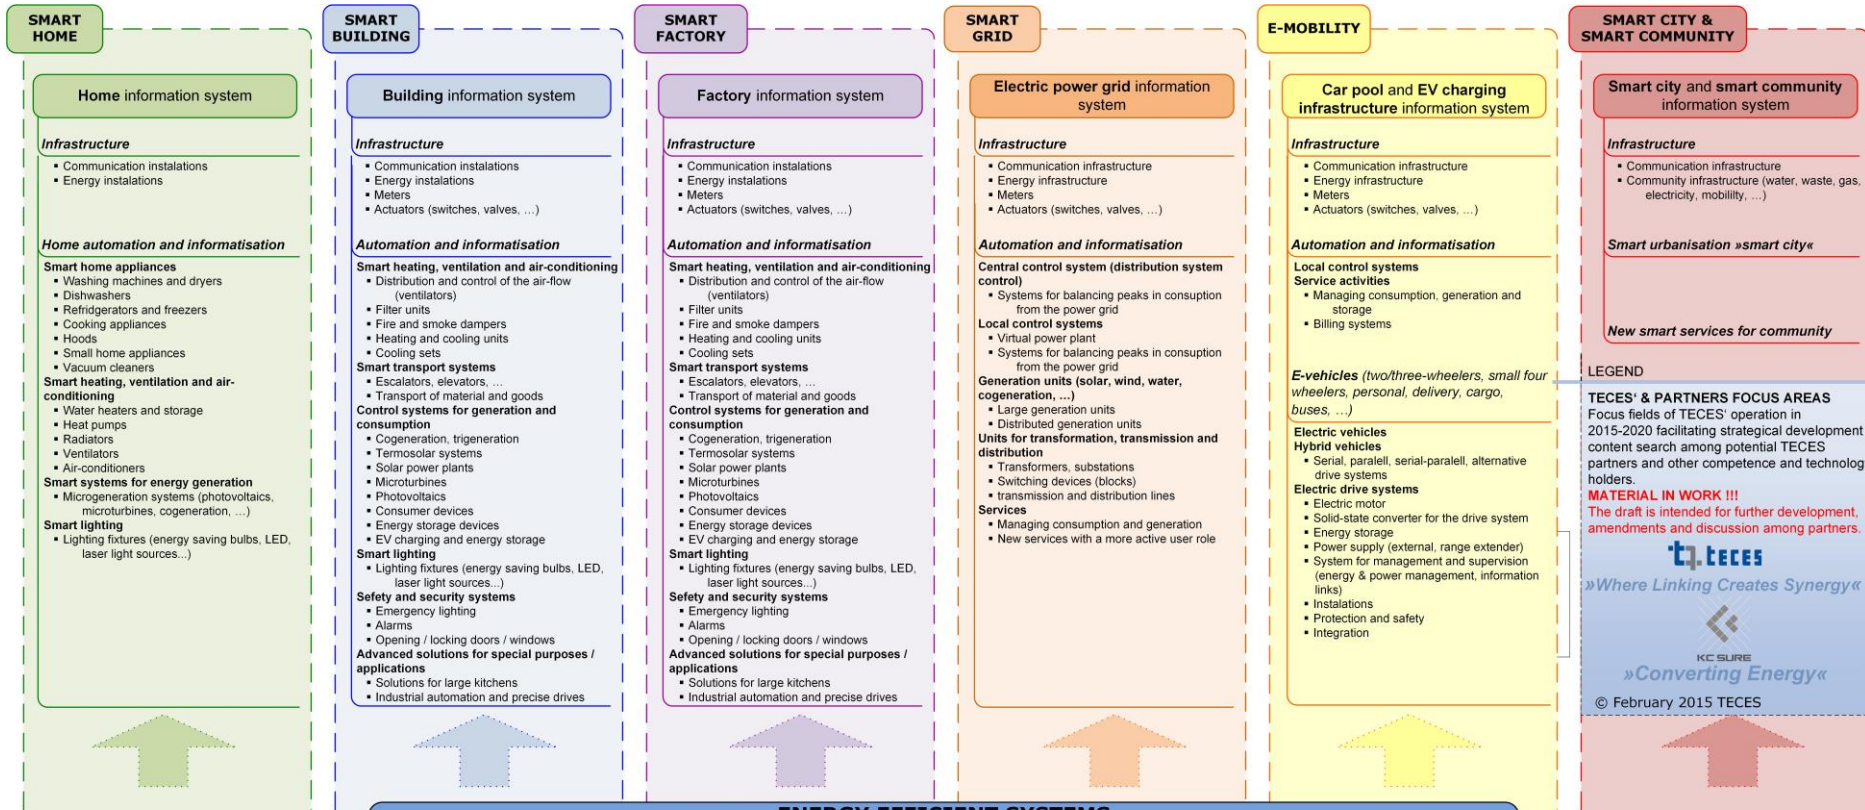 SMART
HOME
Home information system
Infrastructure
▪ Communication instalations
▪ Energy instalations
Home automation and informatisation
Smart home appliances
▪ Washing machines and dryers
▪ Dishwashers
▪ Refridgerators and freezers
▪ Cooking appliances
▪ Hoods
▪ Small home appliances
▪ Vacuum cleaners
Smart heating, ventilation and air-
conditioning
▪ Water heaters and storage
▪ Heat pumps
▪ Radiators
▪ Ventilators
▪ Air-conditioners
Smart systems for energy generation
▪ Microgeneration systems (photovoltaics,
microturbines, cogeneration, …)
Smart lighting
▪ Lighting fixtures (energy saving bulbs, LED,
laser light sources...)
SMART
BUILDING
Building information system
Infrastructure
▪ Communication instalations
▪ Energy instalations
▪ Meters
▪ Actuators (switches, valves, …)
Automation and informatisation
Smart heating, ventilation and air-conditioning
▪ Distribution and control of the air-flow
(ventilators)
▪ Filter units
▪ Fire and smoke dampers
▪ Heating and cooling units
▪ Cooling sets
Smart transport systems
▪ Escalators, elevators, …
▪ Transport of material and goods
Control systems for generation and
consumption
▪ Cogeneration, trigeneration
▪ Termosolar systems
▪ Solar power plants
▪ Microturbines
▪ Photovoltaics
▪ Consumer devices
▪ Energy storage devices
▪ EV charging and energy storage
Smart lighting
▪ Lighting fixtures (energy saving bulbs, LED,
laser light sources...)
Safety and security systems
▪ Emergency lighting
▪ Alarms
▪ Opening / locking doors / windows
Advanced solutions for special purposes /
applications
▪ Solutions for large kitchens
▪ Industrial automation and precise drives
SMART
FACTORY
Factory information system
Infrastructure
▪ Communication instalations
▪ Energy instalations
▪ Meters
▪ Actuators (switches, valves, …)
Automation and informatisation
Smart heating, ventilation and air-conditioning
▪ Distribution and control of the air-flow
(ventilators)
▪ Filter units
▪ Fire and smoke dampers
▪ Heating and cooling units
▪ Cooling sets
Smart transport systems
▪ Escalators, elevators, …
▪ Transport of material and goods
Control systems for generation and
consumption
▪ Cogeneration, trigeneration
▪ Termosolar systems
▪ Solar power plants
▪ Microturbines
▪ Photovoltaics
▪ Consumer devices
▪ Energy storage devices
▪ EV charging and energy storage
Smart lighting
▪ Lighting fixtures (energy saving bulbs, LED,
laser light sources...)
Safety and security systems
▪ Emergency lighting
▪ Alarms
▪ Opening / locking doors / windows
Advanced solutions for special purposes /
applications
▪ Solutions for large kitchens
▪ Industrial automation and precise drives
SMART
GRID
Electric power grid information
system
Infrastructure
▪ Communication infrastructure
▪ Energy infrastructure
▪ Meters
▪ Actuators (switches, valves, …)
Automation and informatisation
Central control system (distribution system
control)
▪ Systems for balancing peaks in consuption
from the power grid
Local control systems
▪ Virtual power plant
▪ Systems for balancing peaks in consuption
from the power grid
Generation units (solar, wind, water,
cogeneration, …)
▪ Large generation units
▪ Distributed generation units
Units for transformation, transmission and
distribution
▪ Transformers, substations
▪ Switching devices (blocks)
▪ transmission and distribution lines
Services
▪ Managing consumption and generation
▪ New services with a more active user role
E-MOBILITY
Car pool and EV charging
infrastructure information system
Infrastructure
▪ Communication infrastructure
▪ Energy infrastructure
▪ Meters
▪ Actuators (switches, valves, …)
Automation and informatisation
Local control systems
Service activities
▪ Managing consumption, generation and
storage
▪ Billing systems
E-vehicles (two/three-wheelers, small four
wheelers, personal, delivery, cargo,
buses, …)
Electric vehicles
Hybrid vehicles
▪ Serial, paralell, serial-paralell, alternative
drive systems
Electric drive systems
▪ Electric motor
▪ Solid-state converter for the drive system
▪ Energy storage
▪ Power supply (external, range extender)
▪ System for management and supervision
(energy & power management, information
links)
▪ Instalations
▪ Protection and safety
▪ Integration
SMART CITY &
SMART COMMUNITY
Smart city and smart community
information system
Infrastructure
▪ Communication infrastructure
▪ Community infrastructure (water, waste, gas,
electricity, mobililty, …)
Smart urbanisation »smart city«
New smart services for community
LEGEND
TECES' & PARTNERS FOCUS AREAS
Focus fields of TECES' operation in
2015-2020 facilitating strategical development
content search among potential TECES
partners and other competence and technology
holders.
MATERIAL IN WORK !!!
The draft is intended for further development,
amendments and discussion among partners.
teces
»Where Linking Creates Synergy«
KC SURE
»Converting Energy«
© February 2015 TECES
ENERGY EFFICIENT SYSTEMS